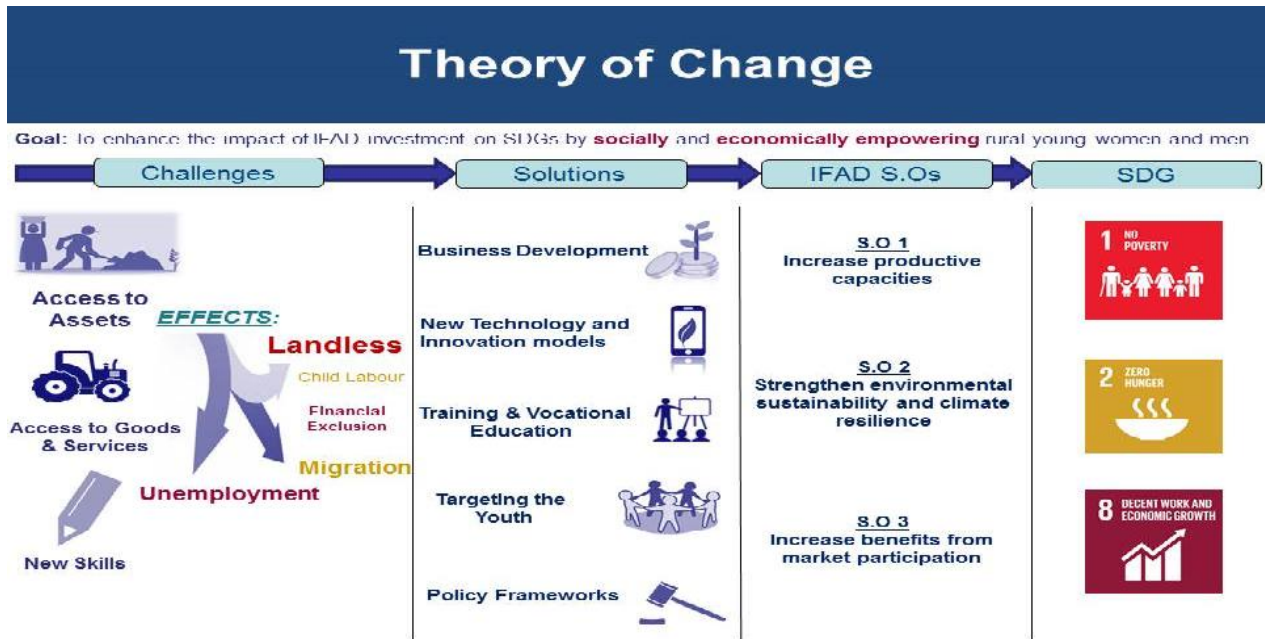 Theory of Change
Goal: To enhance the impact of IFAD investment on SDGs by socially and economically empowering rural young women and men
Challenges
Solutions
IFAD S.Os
SDG
Access to
Assets
EFFECTS:
Landless
Child Labour
Financial
Exclusion
Migration
Unemployment
Access to Goods
& Services
New Skills
Business Development
New Technology and
Innovation models
Training & Vocational
Education
Targeting the
Youth
Policy Frameworks
S.O 1
Increase productive
capacities
S.O 2
Strengthen environmental
sustainability and climate
resilience
S.O 3
Increase benefits from
market participation
1 NO
POVERTY
2 ZERO
HUNGER
8 DECENT WORK AND
ECONOMIC GROWTH